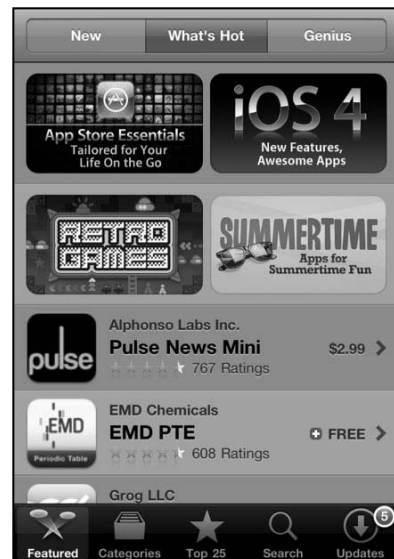 New What's Hot Genius
App Store Essentials
Tailored for Your
Life On the Go
iOS 4
New Features,
Awesome Apps
RETRO
GAMES
SUMMERTIME
Apps for
Summertime Fun
pulse
Alphonso Labs Inc.
Pulse News Mini
$2.99
767 Ratings
EMD
Periodic Table
EMD Chemicals
EMD PTE
FREE
608 Ratings
Grog LLC
5
Featured Categories Top 25 Search Updates